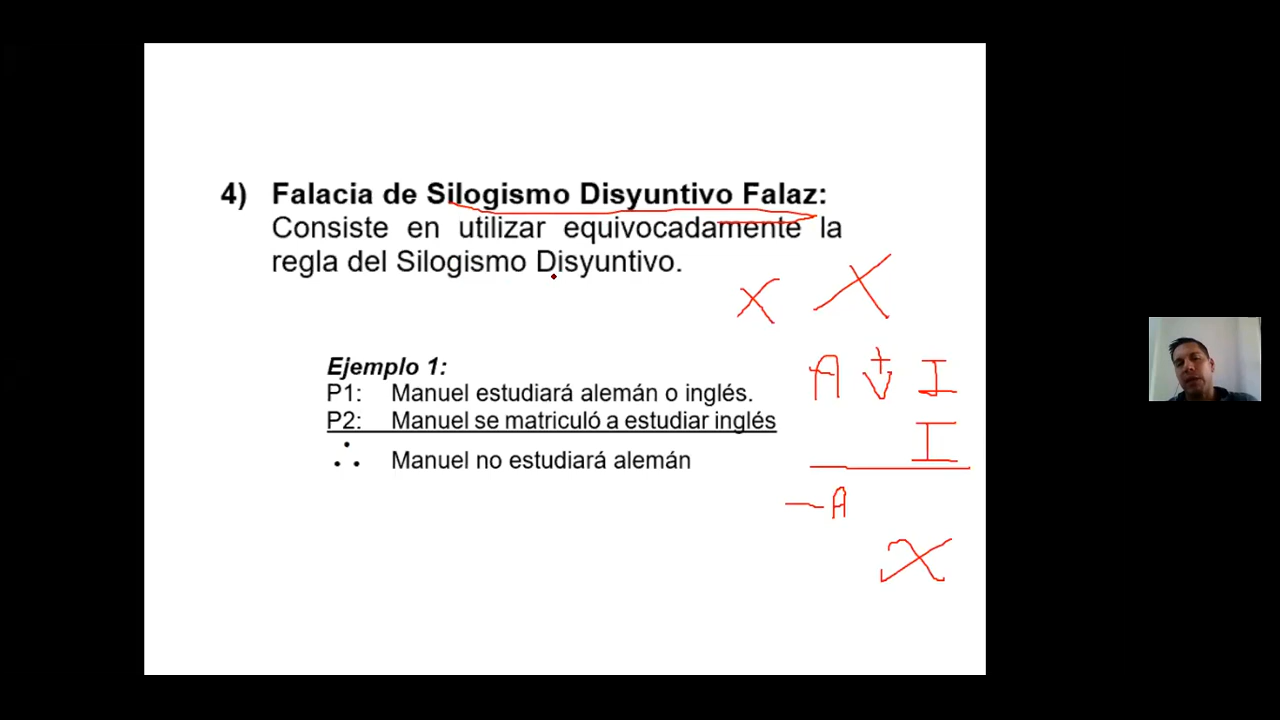 4) Falacia de Silogismo Disyuntivo Falaz:
Consiste en utilizar equivocadamente la
regla del Silogismo Disyuntivo.
X X
Ejemplo 1:
P1: Manuel estudiará alemán o inglés.
A V I
P2: Manuel se matriculó a estudiar inglés
I
∴ Manuel no estudiará alemán
—A
X